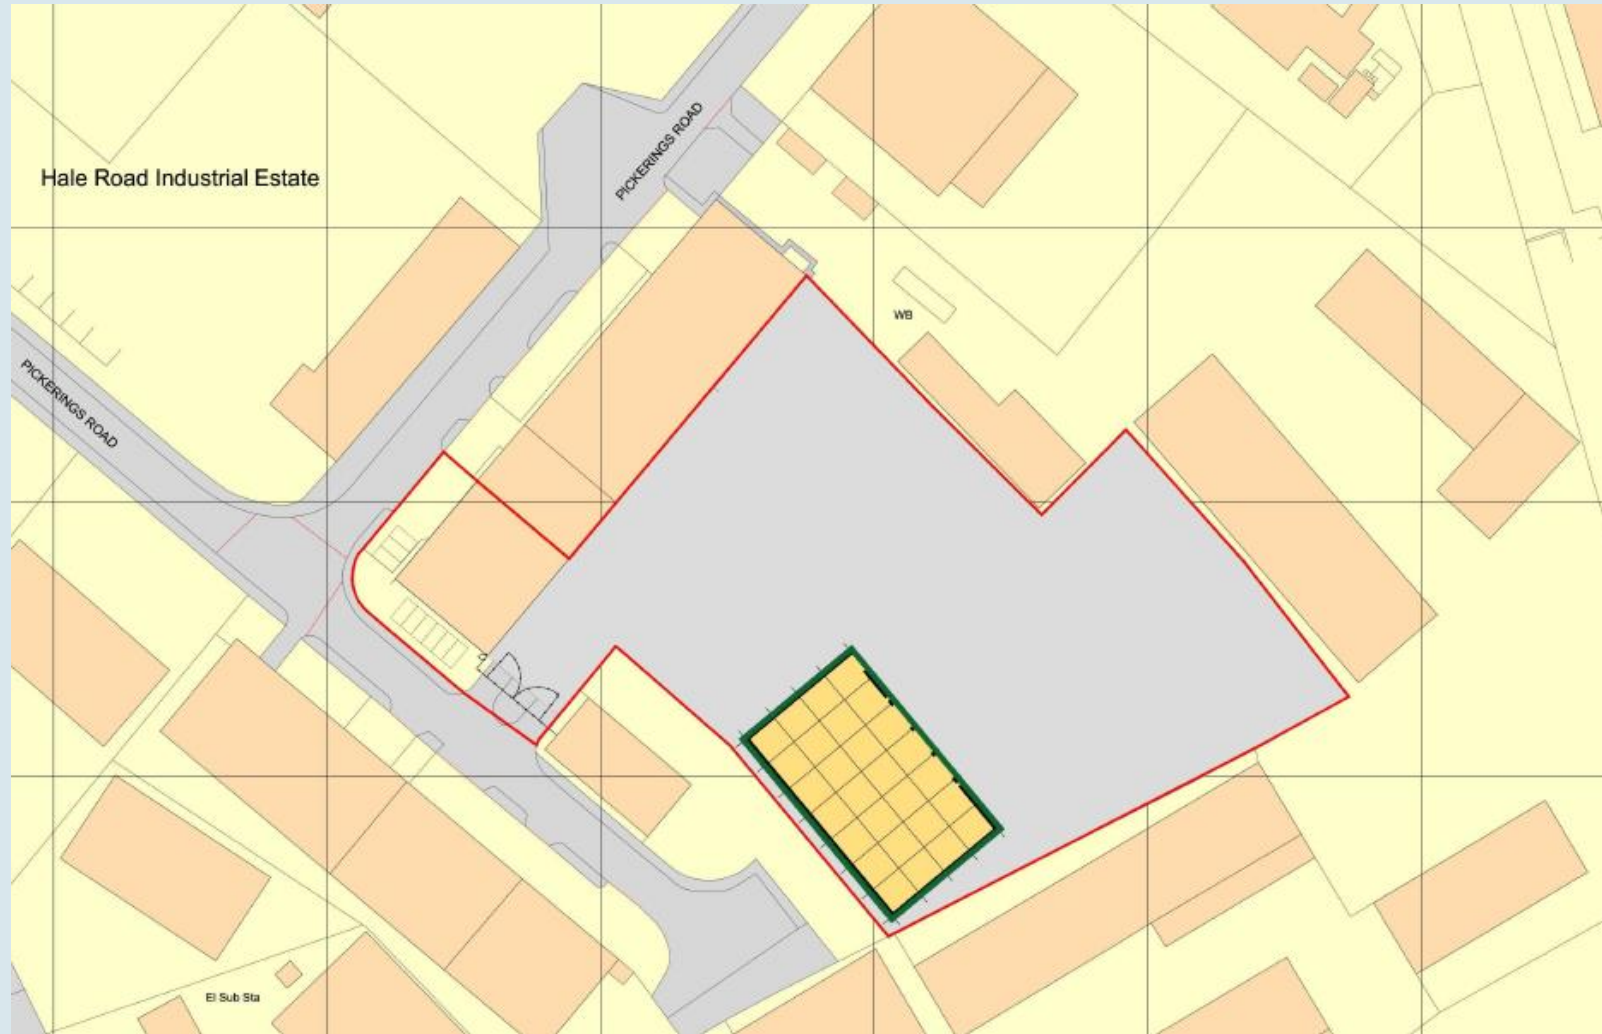 PICKERINGS ROAD
Hale Road Industrial Estate
WB
PICKERINGS ROAD
El Sub Sta